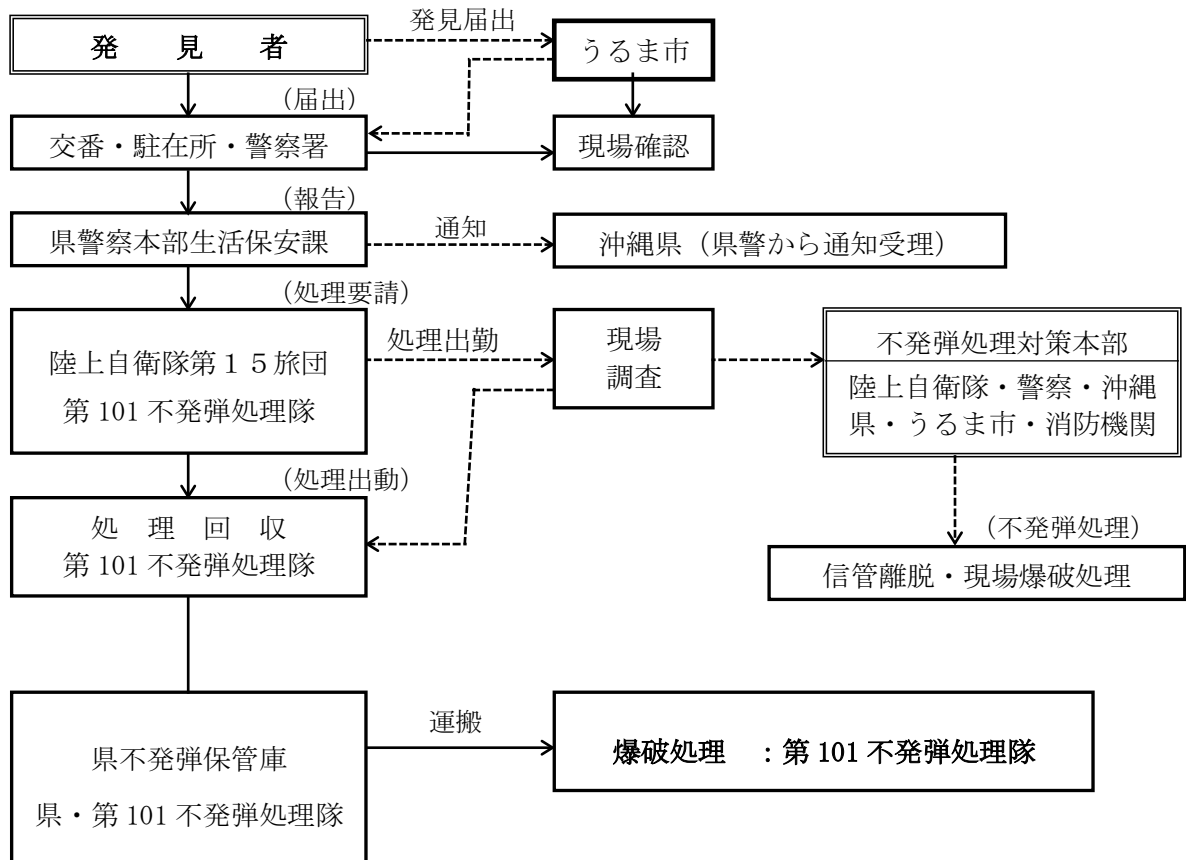 発　見　者
発見届出
うるま市
（届出）
交番・駐在所・警察署
現場確認
（報告）
県警察本部生活保安課
通知
沖縄県（県警から通知受理）
（処理要請）
陸上自衛隊第１５旅団
第 101 不発弾処理隊
処理出勤
現場
調査
不発弾処理対策本部
陸上自衛隊・警察・沖縄
県・うるま市・消防機関
（処理出動）
処　理　回　収
第 101 不発弾処理隊
（不発弾処理）
信管離脱・現場爆破処理
県不発弾保管庫
県・第 101 不発弾処理隊
運搬
爆破処理　：第 101 不発弾処理隊